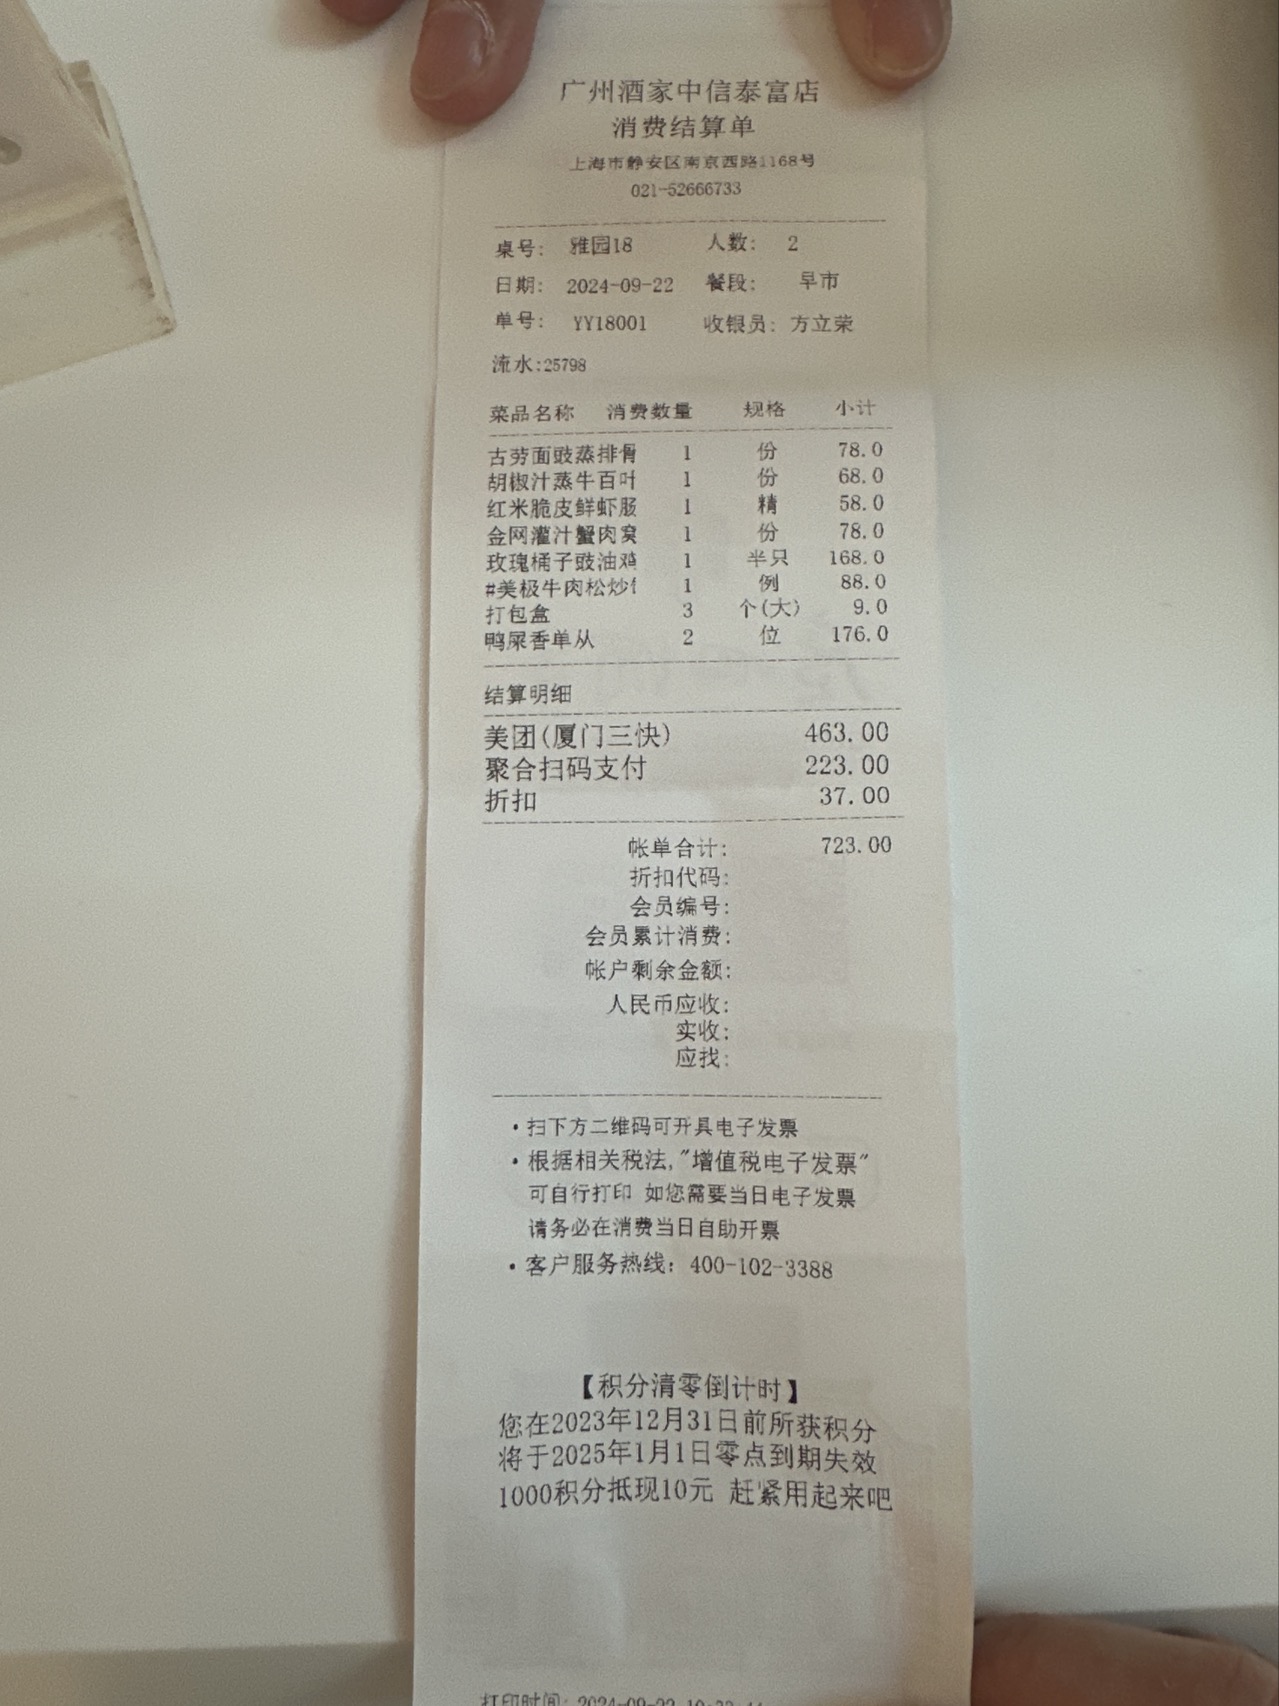 广州酒家中信泰富店
消费结算单
上海市静安区南京西路1168号
021-52666733
桌号: 雅园18 人数: 2
日期: 2024-09-22 餐段: 早市
单号: YY18001 收银员: 方立荣
流水:25798
菜品名称 消费数量 规格 小计
古劳面豉蒸排骨 1 份 78.0
胡椒汁蒸牛百叶 1 份 68.0
红米脆皮鲜虾肠 1 精 58.0
金网灌汁蟹肉窝 1 份 78.0
玫瑰桶子豉油鸡 1 半只 168.0
#美极牛肉松炒 1 例 88.0
打包盒 3 个(大) 9.0
鸭屎香单从 2 位 176.0
结算明细
美团(厦门三快) 463.00
聚合扫码支付 223.00
折扣 37.00
帐单合计: 723.00
折扣代码:
会员编号:
会员累计消费:
帐户剩余金额:
人民币应收:
实收:
应找:
•扫下方二维码可开具电子发票
•根据相关税法,"增值税电子发票"
可自行打印 如您需要当日电子发票
请务必在消费当日自助开票
•客户服务热线: 400-102-3388
【积分清零倒计时】
您在2023年12月31日前所获积分
将于2025年1月1日零点到期失效
1000积分抵现10元 赶紧用起来吧
打印时间: 2024-09-22